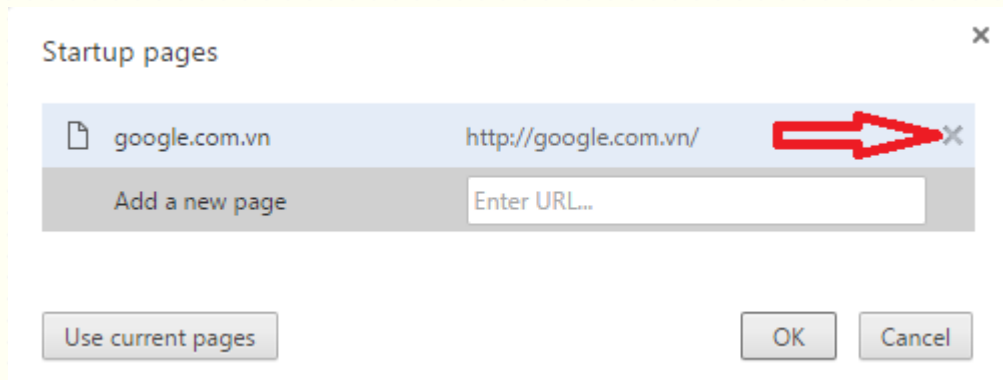 Startup pages
google.com.vn http://google.com.vn/
Add a new page Enter URL...
Use current pages OK Cancel